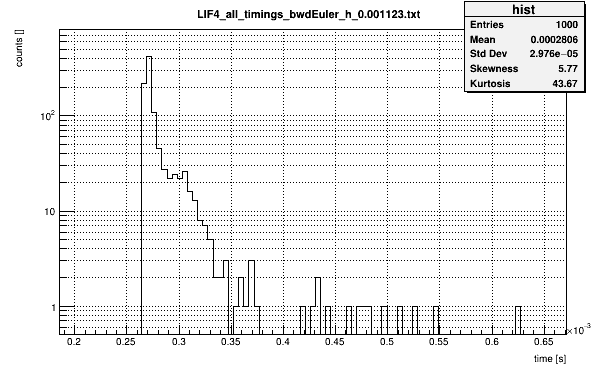 LIF4_all_timings_bwdEuler_h_0.001123.txt
hist
Entries 1000
Mean 0.0002806
Std Dev 2.976e−05
Skewness 5.77
Kurtosis 43.67
counts []
10²
10
1
0.2 0.25 0.3 0.35 0.4 0.45 0.5 0.55 0.6 0.65
×10⁻³
time [s]